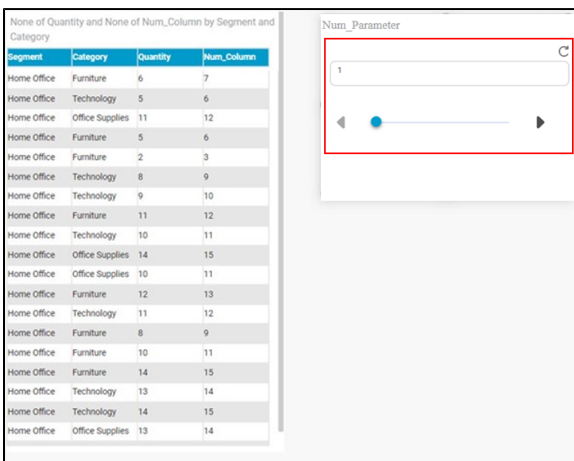 None of Quantity and None of Num_Column by Segment and
Category
Segment Category Quantity Num_Column
Home Office Furniture 6 7
Home Office Technology 5 6
Home Office Office Supplies 11 12
Home Office Furniture 5 6
Home Office Furniture 2 3
Home Office Technology 8 9
Home Office Technology 9 10
Home Office Furniture 11 12
Home Office Technology 10 11
Home Office Office Supplies 14 15
Home Office Office Supplies 10 11
Home Office Furniture 12 13
Home Office Technology 11 12
Home Office Furniture 8 9
Home Office Furniture 10 11
Home Office Furniture 14 15
Home Office Technology 13 14
Home Office Technology 14 15
Home Office Office Supplies 13 14
Num_Parameter
1